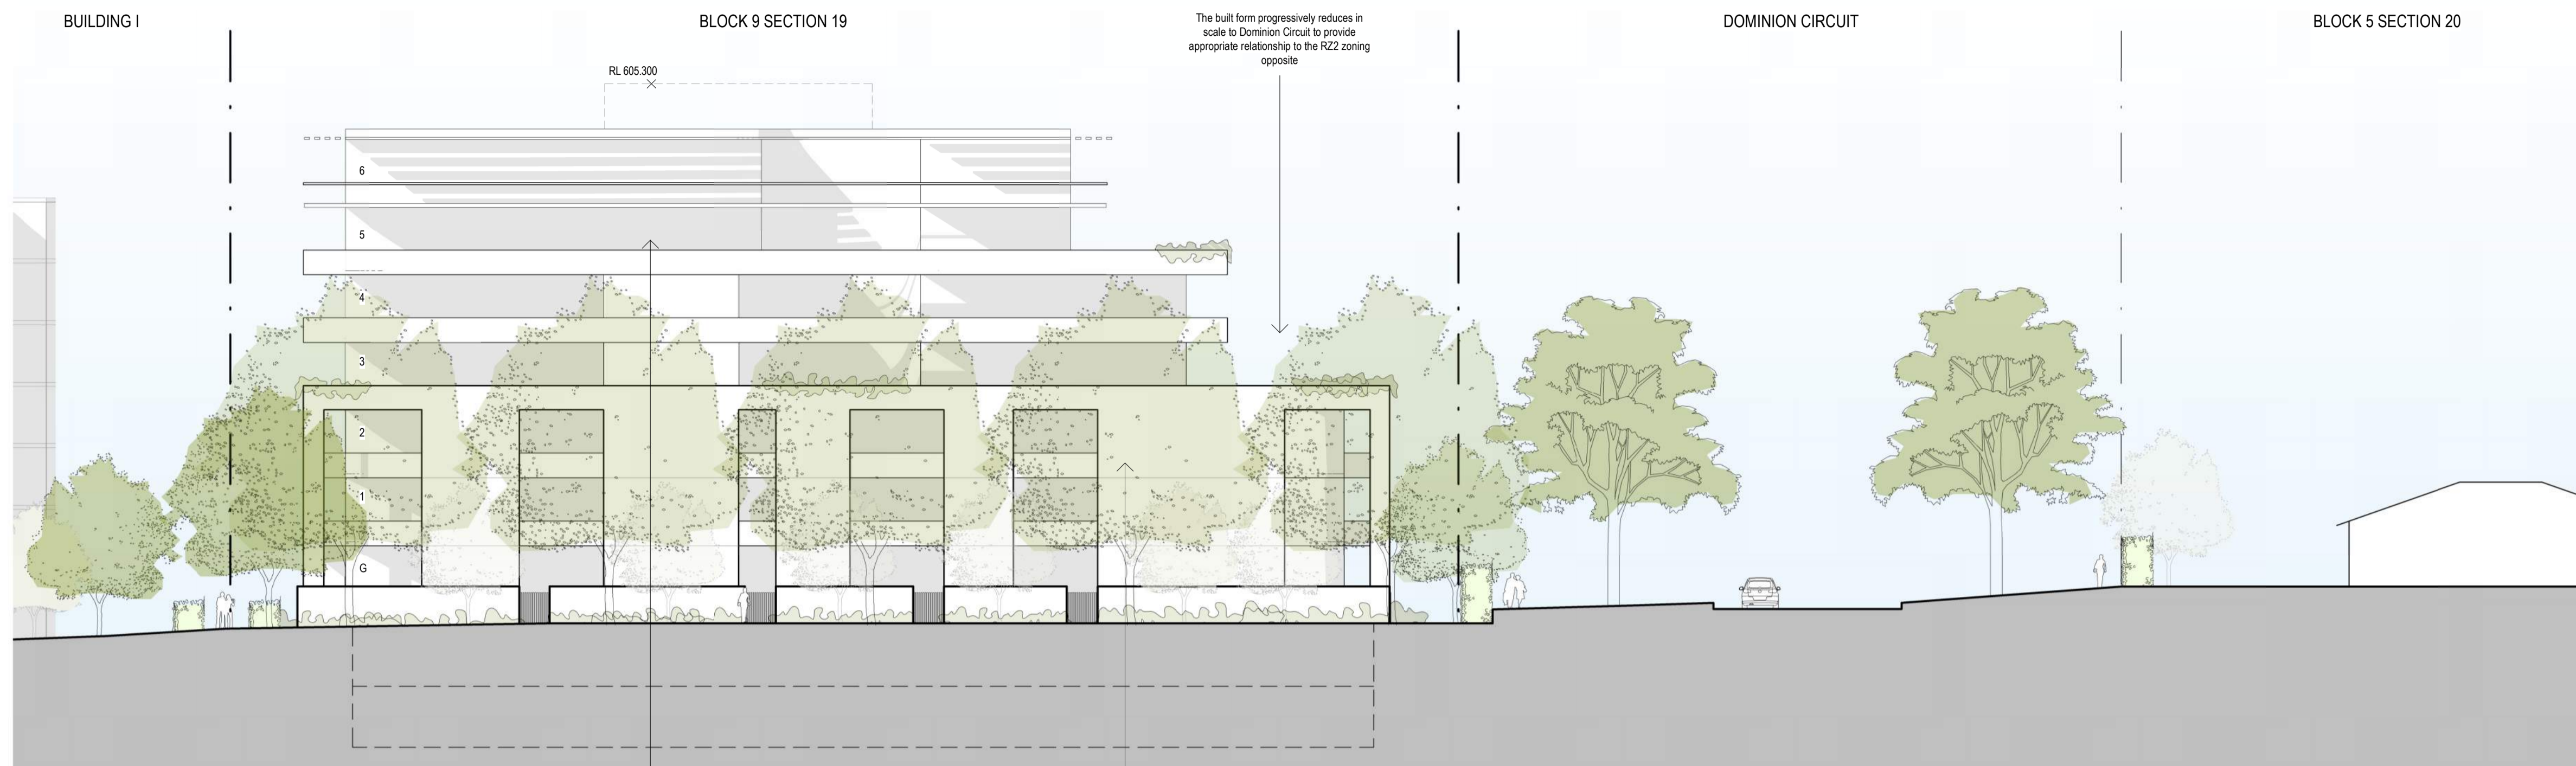 BUILDING I
BLOCK 9 SECTION 19
The built form progressively reduces in
scale to Dominion Circuit to provide
appropriate relationship to the RZ2 zoning
opposite
DOMINION CIRCUIT
BLOCK 5 SECTION 20
RL 605.300
6
5
4
3
2
1
G